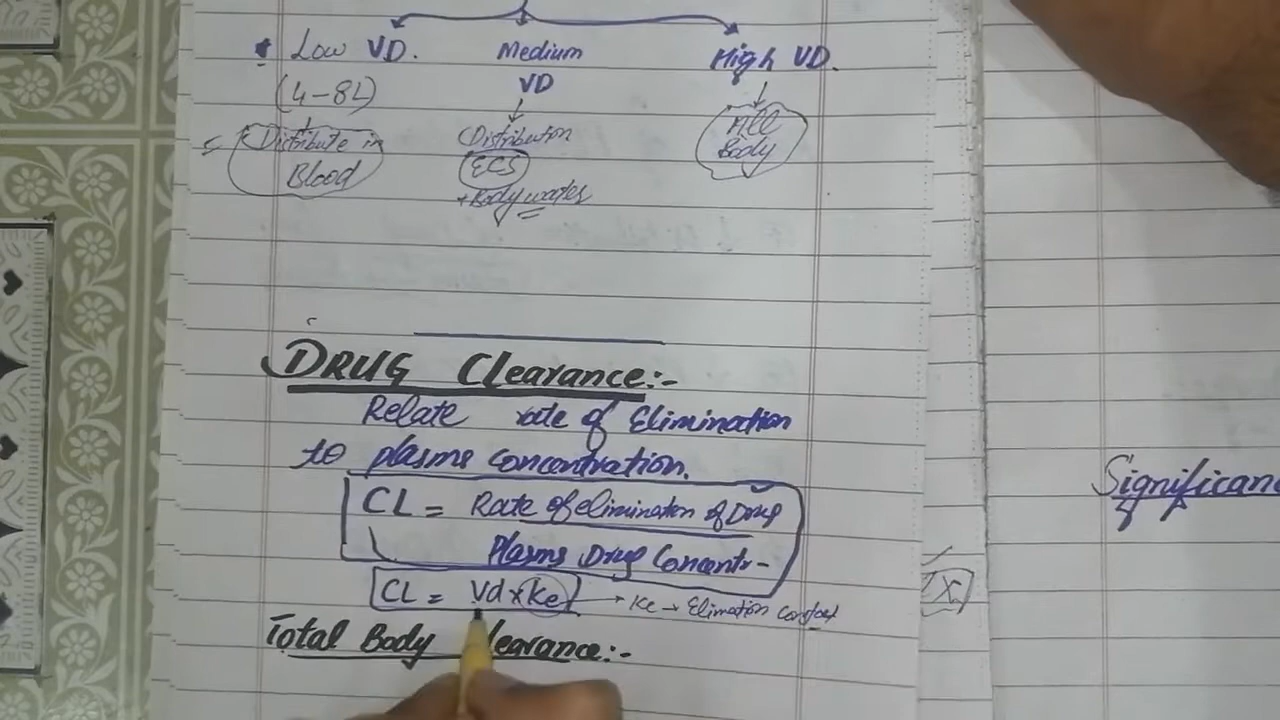 Low VD. Medium High VD.
(4-8L) VD
Distribute in Distribution All
Blood ECS Body
+ Body water
DRUG Clearance:-
Relate rate of Elimination
to plasma concentration.
CL = Rate of elimination of Drug
Plasma Drug Concentr-
CL = Vd x Ke → Ke → Elimation constant
Total Body learance:-
Significan